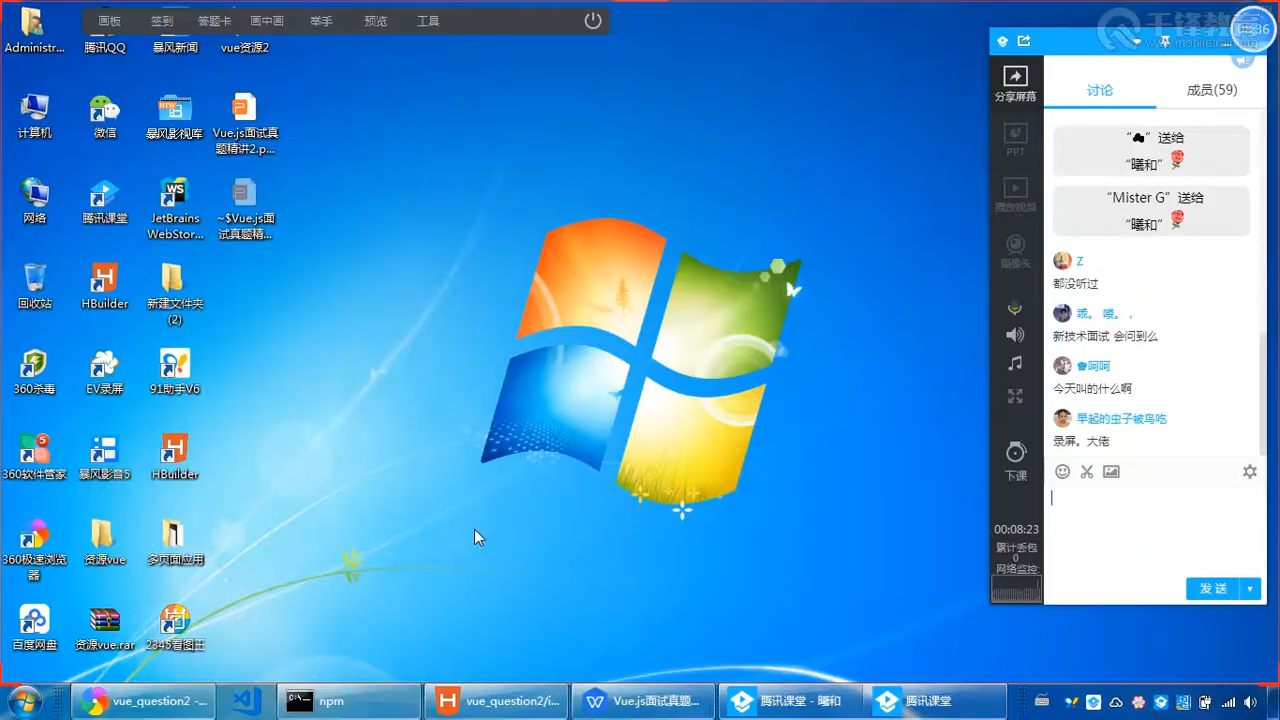 画板 签到 答题卡 画中画 举手 预览 工具
Administr... 腾讯QQ 暴风新闻 vue资源2
计算机 微信 暴风影视库 Vue.js面试真题精讲2.p...
网络 腾讯课堂 JetBrains WebStor... ~$Vue.js面试真题精...
回收站 HBuilder 新建文件夹 (2)
360杀毒 EV录屏 91助手V6
5
360软件管家 暴风影音5 HBuilder
360极速浏览器 资源vue 多页面应用
百度网盘 资源vue.rar 2345看图王
千锋教育
www.mobiletrain.org
分享屏幕
PPT
播放视频
摄像头
下课
00:08:23
累计丢包
0
网络监控:
讨论 成员(59)
送给
“曦和”
“Mister G”送给
“曦和”
Z
都没听过
乖。 喽。,
新技术面试 会问到么
呵呵
今天叫的什么啊
早起的虫子被鸟吃
录屏。大佬
发送
vue_question2 -... npm vue_question2/i... Vue.js面试真题... 腾讯课堂 - 曦和 腾讯课堂